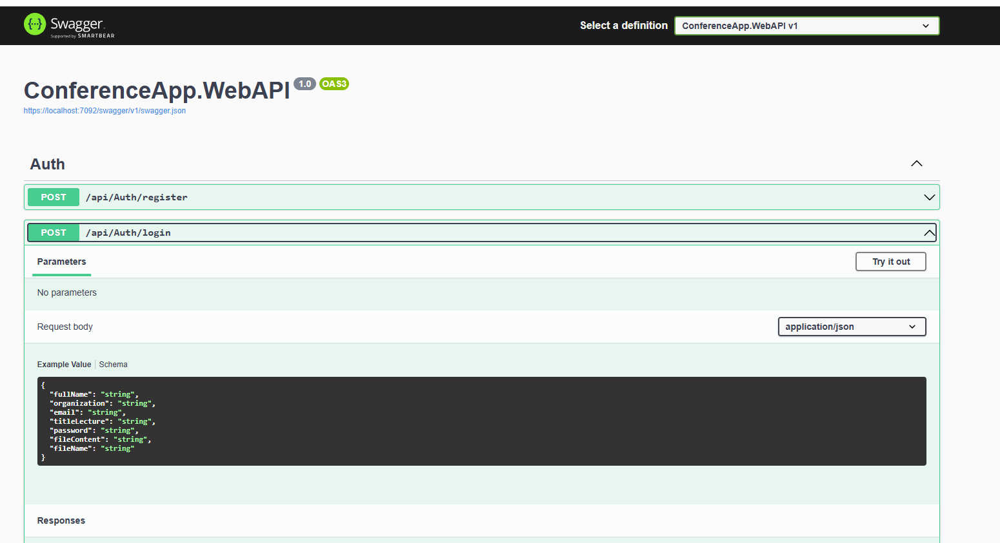 Swagger
Supported by SMARTBEAR
Select a definition
ConferenceApp.WebAPI v1
ConferenceApp.WebAPI 1.0 OAS3
https://localhost:7092/swagger/v1/swagger.json
Auth
POST /api/Auth/register
POST /api/Auth/login
Parameters
Try it out
No parameters
Request body
application/json
Example Value | Schema
{
  "fullName": "string",
  "organization": "string",
  "email": "string",
  "titleLecture": "string",
  "password": "string",
  "fileContent": "string",
  "fileName": "string"
}
Responses